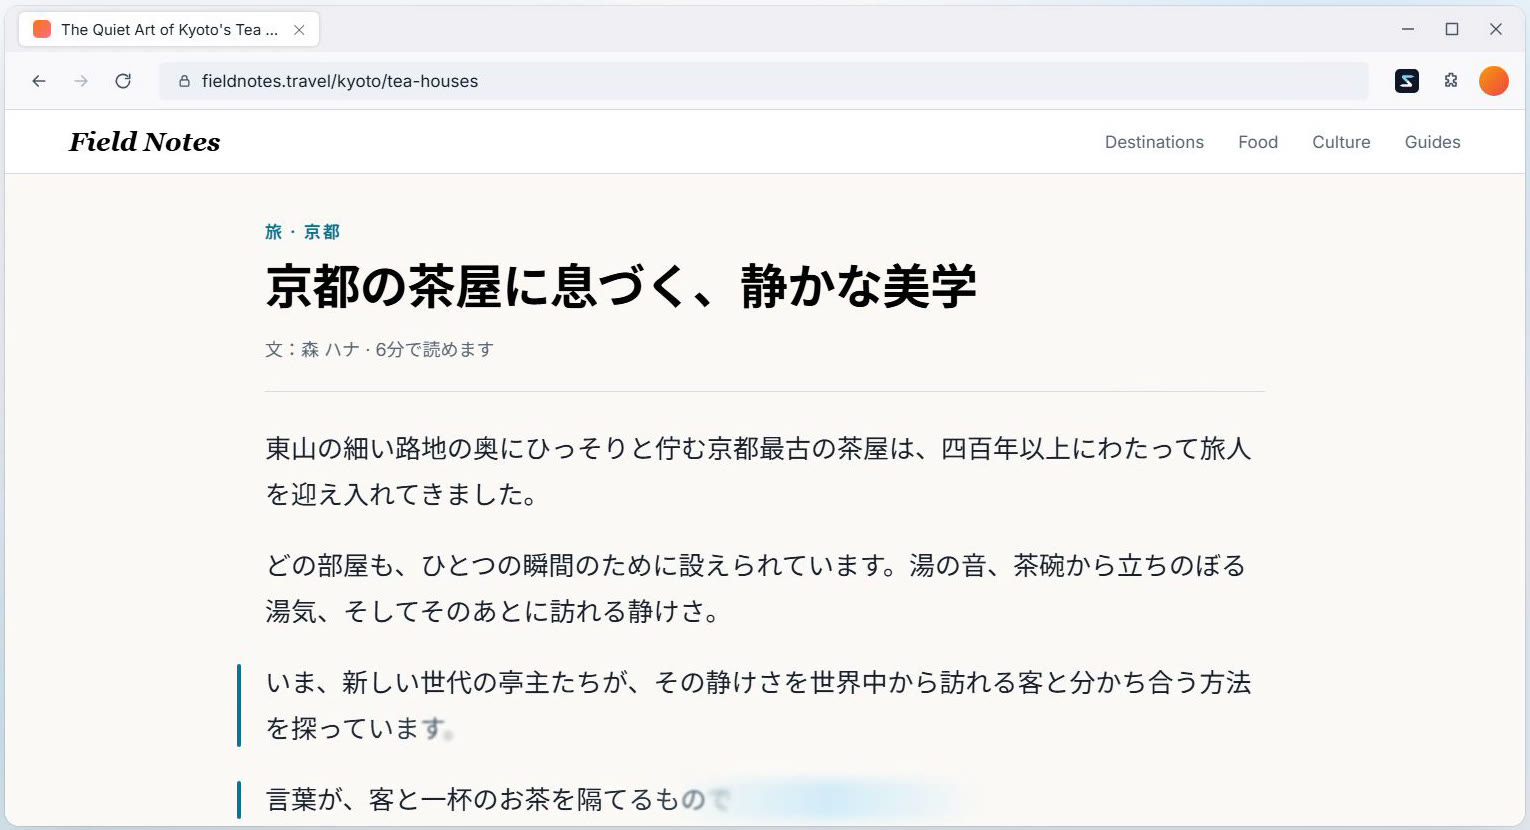 The Quiet Art of Kyoto's Tea ...
fieldnotes.travel/kyoto/tea-houses
Field Notes
Destinations
Food
Culture
Guides
旅 · 京都
京都の茶屋に息づく、静かな美学
文：森 ハナ · 6分で読めます
東山の細い路地の奥にひっそりと佇む京都最古の茶屋は、四百年以上にわたって旅人
を迎え入れてきました。
どの部屋も、ひとつの瞬間のために設えられています。湯の音、茶碗から立ちのぼる
湯気、そしてそのあとに訪れる静けさ。
いま、新しい世代の亭主たちが、その静けさを世界中から訪れる客と分かち合う方法
を探っています。
言葉が、客と一杯のお茶を隔てるもので